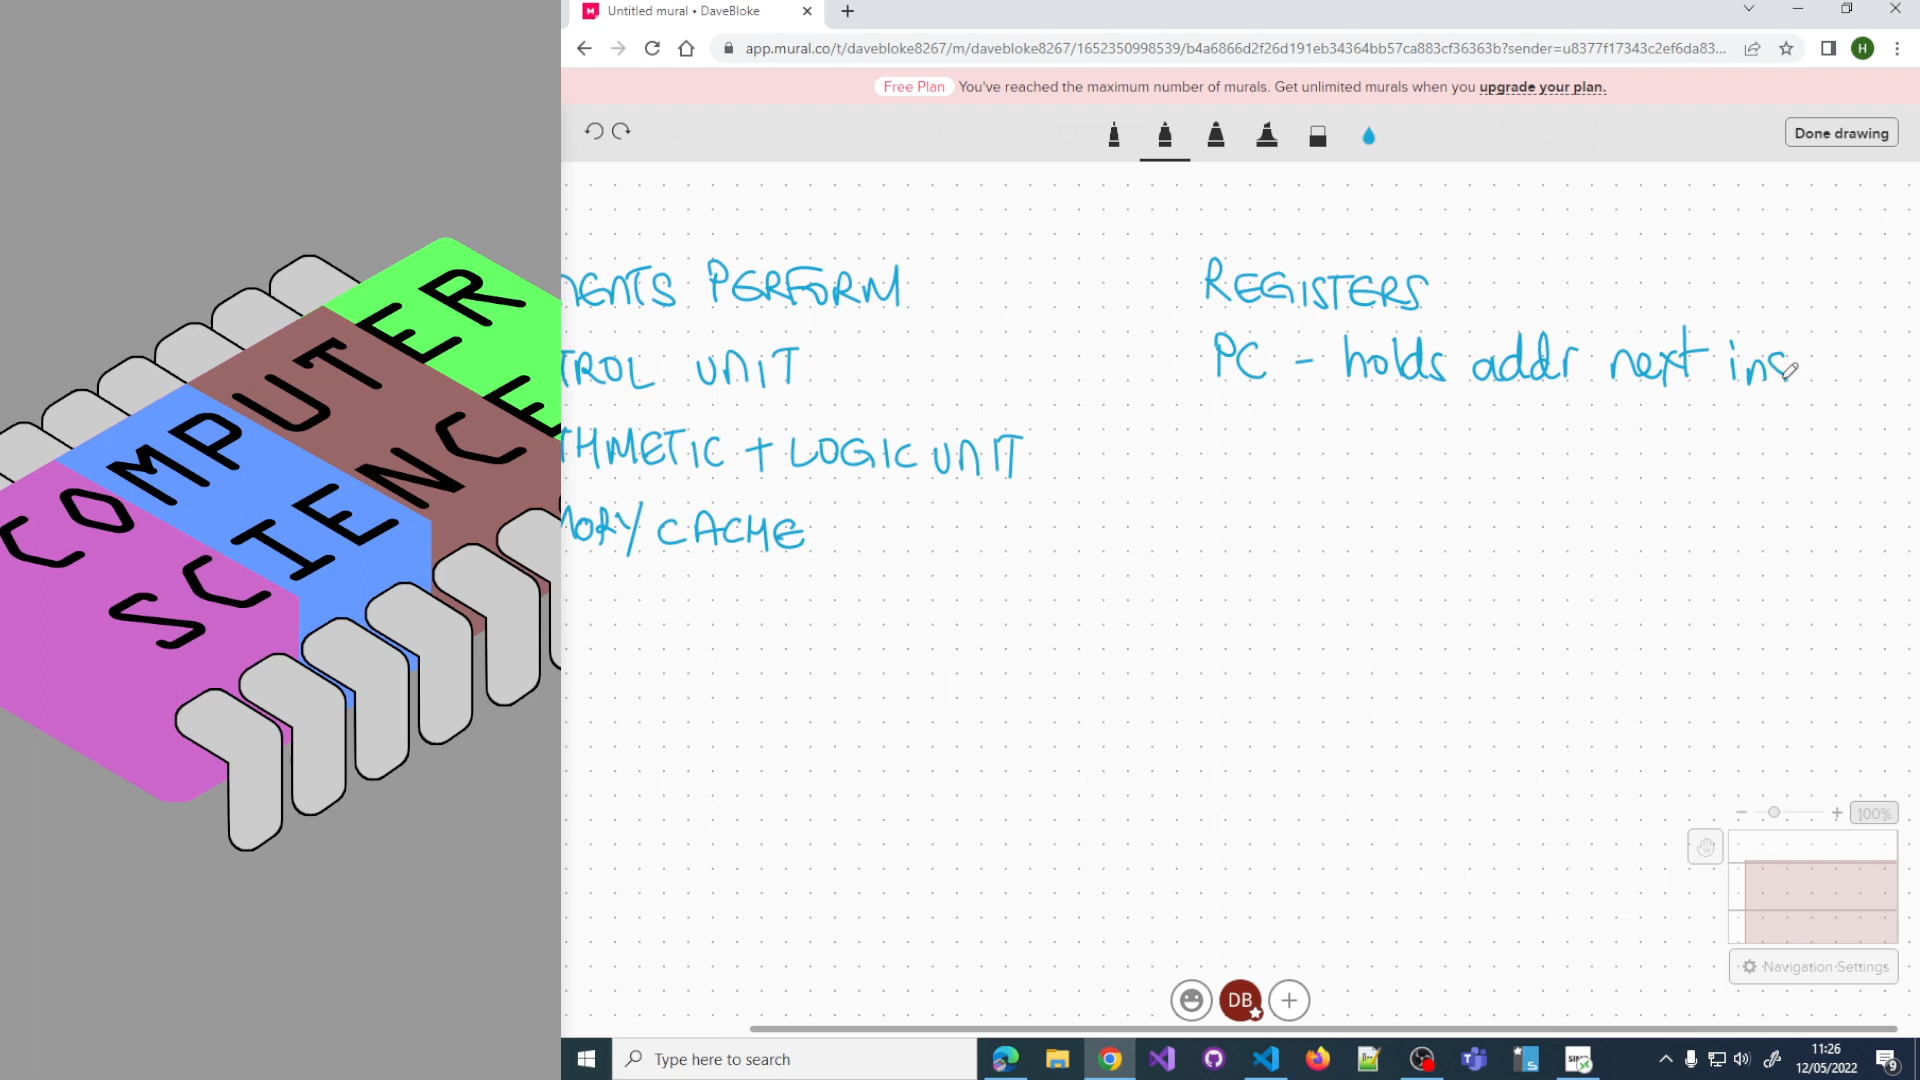 COMPUTER
SCIENCE
Untitled mural • DaveBloke
app.mural.co/t/davebloke8267/m/davebloke8267/1652350998539/b4a6866d2f26d191eb34364bb57ca883cf36363b?sender=u8377f17343c2ef6da83...
H
Free Plan You've reached the maximum number of murals. Get unlimited murals when you upgrade your plan.
Done drawing
NENTS PERFORM
TROL UNIT
THMETIC + LOGIC UNIT
MORY CACHE
REGISTERS
PC - holds addr next ins
100%
Navigation Settings
DB
Type here to search
11:26
12/05/2022
9